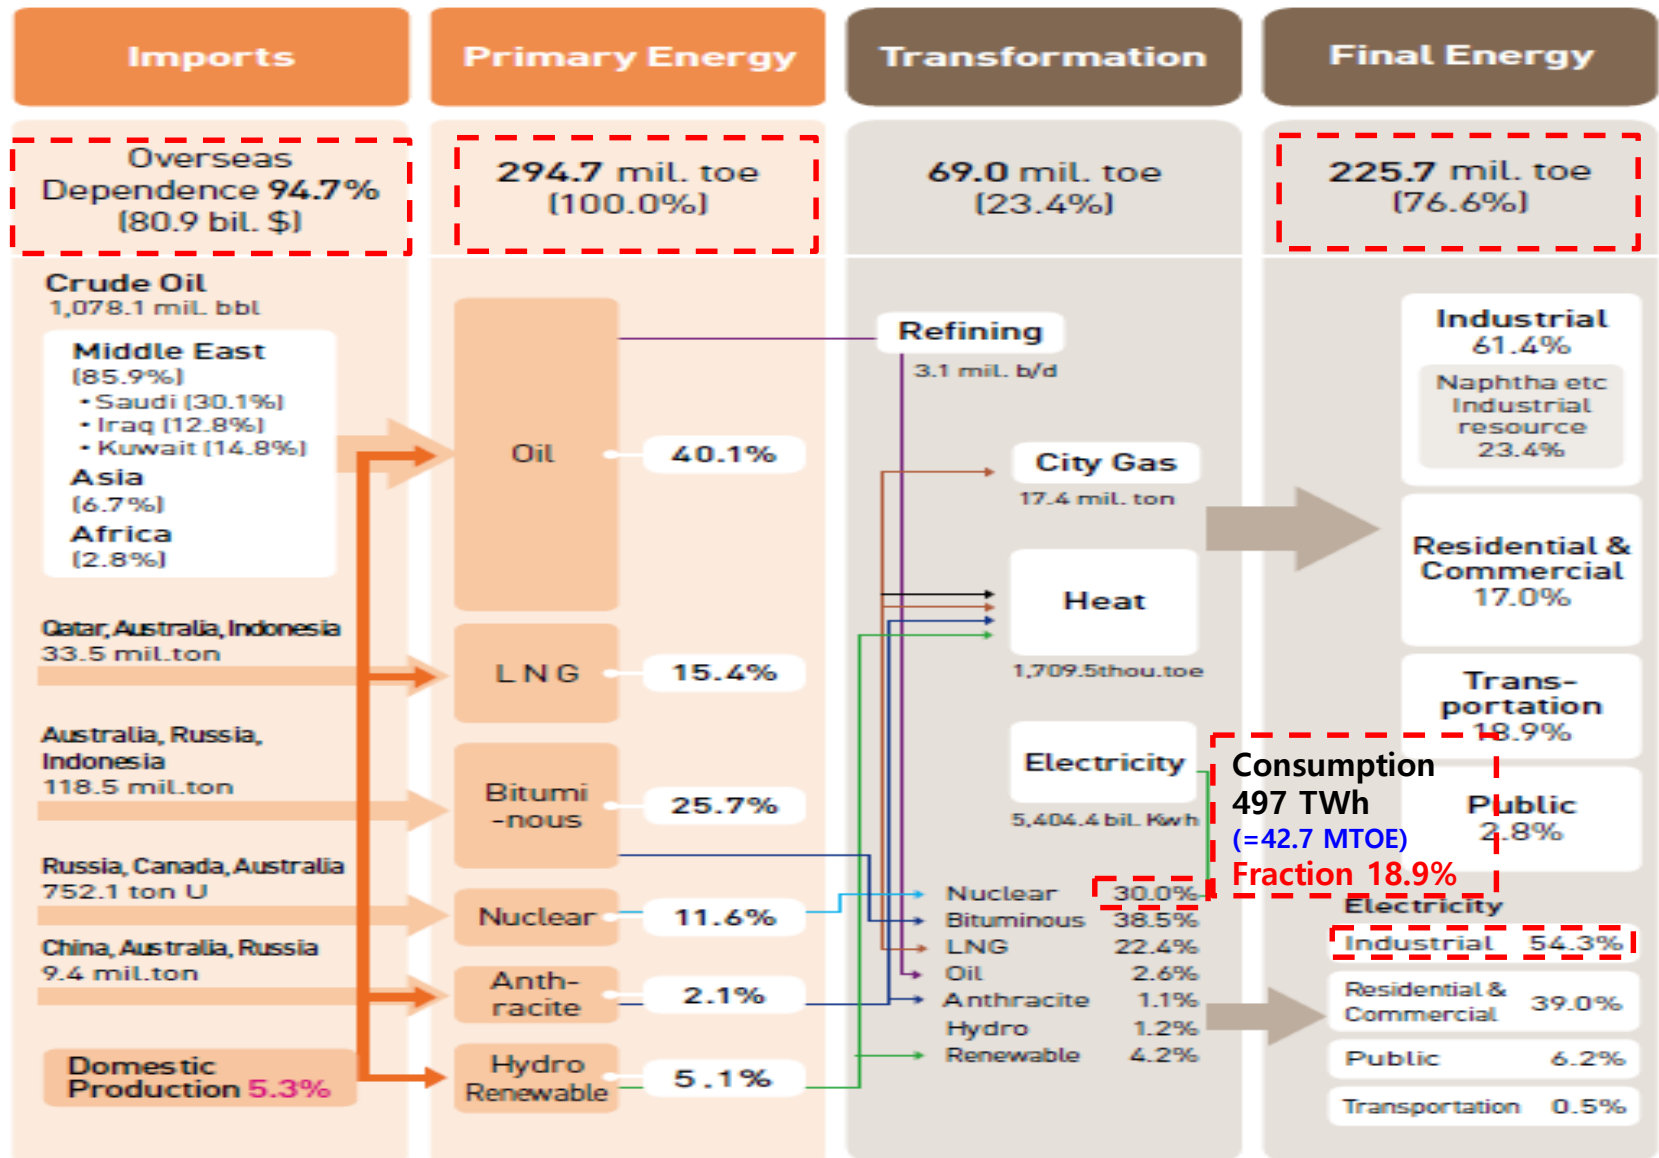 Imports
Primary Energy
Transformation
Final Energy
Overseas
Dependence 94.7%
(80.9 bil. $)
294.7 mil. toe
(100.0%)
69.0 mil. toe
(23.4%)
225.7 mil. toe
(76.6%)
Crude Oil
1,078.1 mil. bbl
Middle East
(85.9%)
• Saudi (30.1%)
• Iraq (12.8%)
• Kuwait (14.8%)
Asia
(6.7%)
Africa
(2.8%)
Qatar, Australia, Indonesia
33.5 mil.ton
Australia, Russia,
Indonesia
118.5 mil.ton
Russia, Canada, Australia
752.1 ton U
China, Australia, Russia
9.4 mil.ton
Domestic
Production 5.3%
Oil
40.1%
LNG
15.4%
Bitumi
-nous
25.7%
Nuclear
11.6%
Anth-
racite
2.1%
Hydro
Renewable
5.1%
Refining
3.1 mil. b/d
City Gas
17.4 mil. ton
Heat
1,709.5thou.toe
Electricity
5,404.4 bil. Kwh
Nuclear 30.0%
Bituminous 38.5%
LNG 22.4%
Oil 2.6%
Anthracite 1.1%
Hydro 1.2%
Renewable 4.2%
Industrial
61.4%
Naphtha etc
Industrial
resource
23.4%
Residential &
Commercial
17.0%
Trans-
portation
18.9%
Public
2.8%
Consumption
497 TWh
(=42.7 MTOE)
Fraction 18.9%
Electricity
Industrial 54.3%
Residential &
Commercial 39.0%
Public 6.2%
Transportation 0.5%